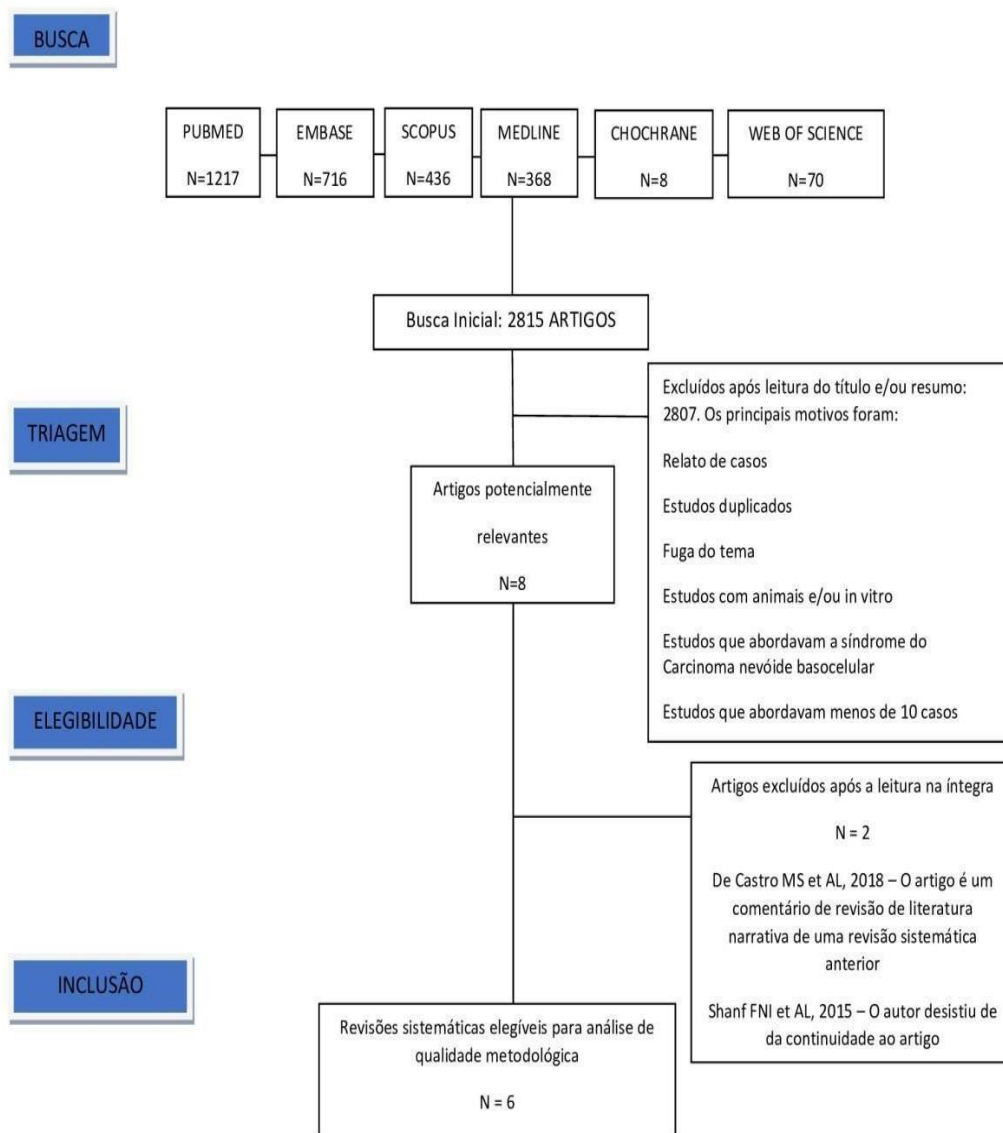 BUSCA
PUBMED
N=1217
EMBASE
N=716
SCOPUS
N=436
MEDLINE
N=368
CHOCHRANE
N=8
WEB OF SCIENCE
N=70
Busca Inicial: 2815 ARTIGOS
TRIAGEM
Excluídos após leitura do título e/ou resumo:
2807. Os principais motivos foram:
Relato de casos
Estudos duplicados
Fuga do tema
Estudos com animais e/ou in vitro
Estudos que abordavam a síndrome do
Carcinoma nevóide basocelular
Estudos que abordavam menos de 10 casos
Artigos potencialmente
relevantes
N=8
ELEGIBILIDADE
Artigos excluídos após a leitura na íntegra
N = 2
De Castro MS et AL, 2018 – O artigo é um
comentário de revisão de literatura
narrativa de uma revisão sistemática
anterior
Shanf FNI et AL, 2015 – O autor desistiu de
da continuidade ao artigo
INCLUSÃO
Revisões sistemáticas elegíveis para análise de
qualidade metodológica
N = 6